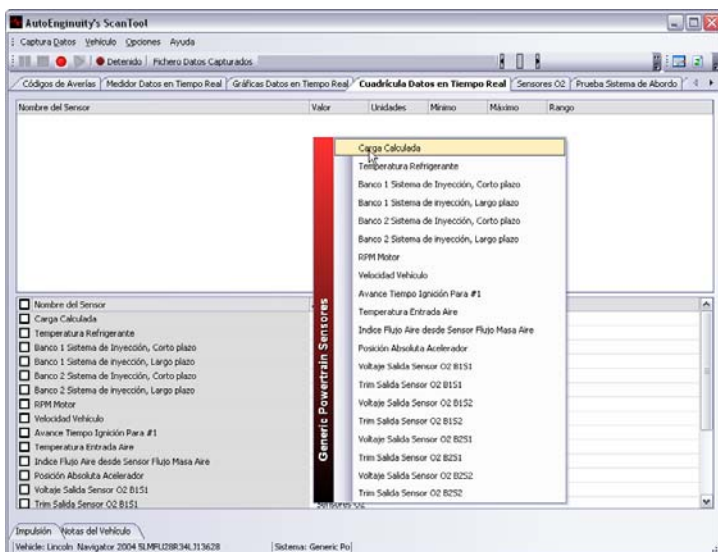 AutoEnginuity's ScanTool
Captura Datos Vehículo Opciones Ayuda
Detenido Fichero Datos Capturados
Códigos de Averías Medidor Datos en Tiempo Real Gráficas Datos en Tiempo Real Cuadrícula Datos en Tiempo Real Sensores O2 Prueba Sistema de Abordo
Nombre del Sensor Valor Unidades Mínimo Máximo Rango
Generic Powertrain Sensores
Carga Calculada
Temperatura Refrigerante
Banco 1 Sistema de Inyección, Corto plazo
Banco 1 Sistema de inyección, Largo plazo
Banco 2 Sistema de Inyección, Corto plazo
Banco 2 Sistema de inyección, Largo plazo
RPM Motor
Velocidad Vehículo
Avance Tiempo Ignición Para #1
Temperatura Entrada Aire
Indice Flujo Aire desde Sensor Flujo Masa Aire
Posición Absoluta Acelerador
Voltaje Salida Sensor O2 B1S1
Trim Salida Sensor O2 B1S1
Voltaje Salida Sensor O2 B1S2
Trim Salida Sensor O2 B1S2
Voltaje Salida Sensor O2 B2S1
Trim Salida Sensor O2 B2S1
Voltaje Salida Sensor O2 B2S2
Trim Salida Sensor O2 B2S2
Nombre del Sensor
Carga Calculada
Temperatura Refrigerante
Banco 1 Sistema de Inyección, Corto plazo
Banco 1 Sistema de inyección, Largo plazo
Banco 2 Sistema de Inyección, Corto plazo
Banco 2 Sistema de inyección, Largo plazo
RPM Motor
Velocidad Vehículo
Avance Tiempo Ignición Para #1
Temperatura Entrada Aire
Indice Flujo Aire desde Sensor Flujo Masa Aire
Posición Absoluta Acelerador
Voltaje Salida Sensor O2 B1S1
Trim Salida Sensor O2 B1S1
Sensores O2
Impulsión Notas del Vehículo
Vehicle: Lincoln Navigator 2004 Sistema: Generic Po